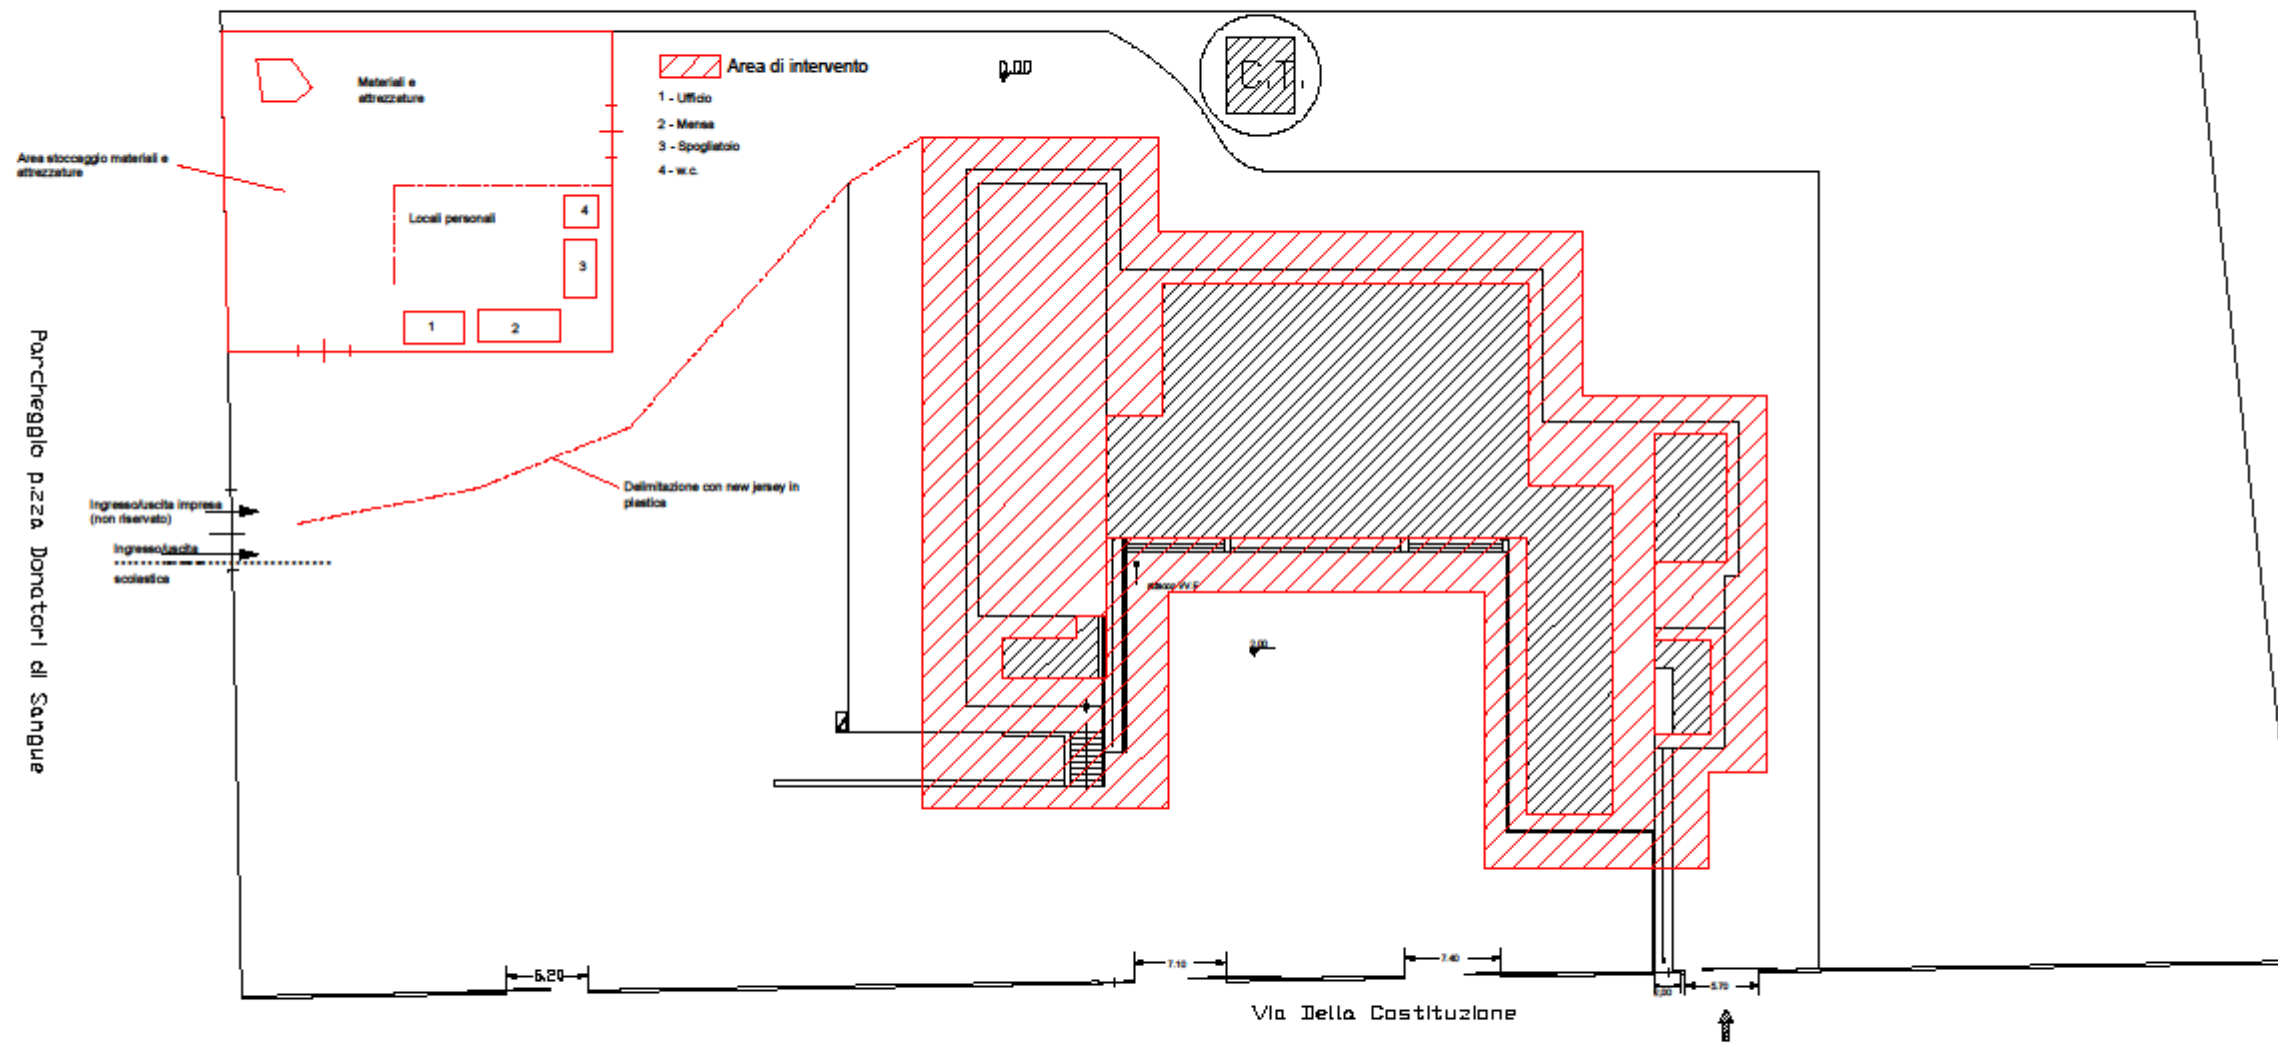 Area di intervento
0.00
C.T.
Materiali e
attrezzature
1 - Ufficio
2 - Mensa
3 - Spogliatoio
4 - w.c.
Area stoccaggio materiali e
attrezzature
Locali personali
4
3
1
2
Parcheggio p.zza Donatori di Sangue
Delimitazione con new jersey in
plastica
Ingresso/uscita impresa
(non riservato)
Ingresso/uscita
scolastica
attacco VV.F
2.00
6.20
7.10
7.40
5.70
Via Della Costituzione